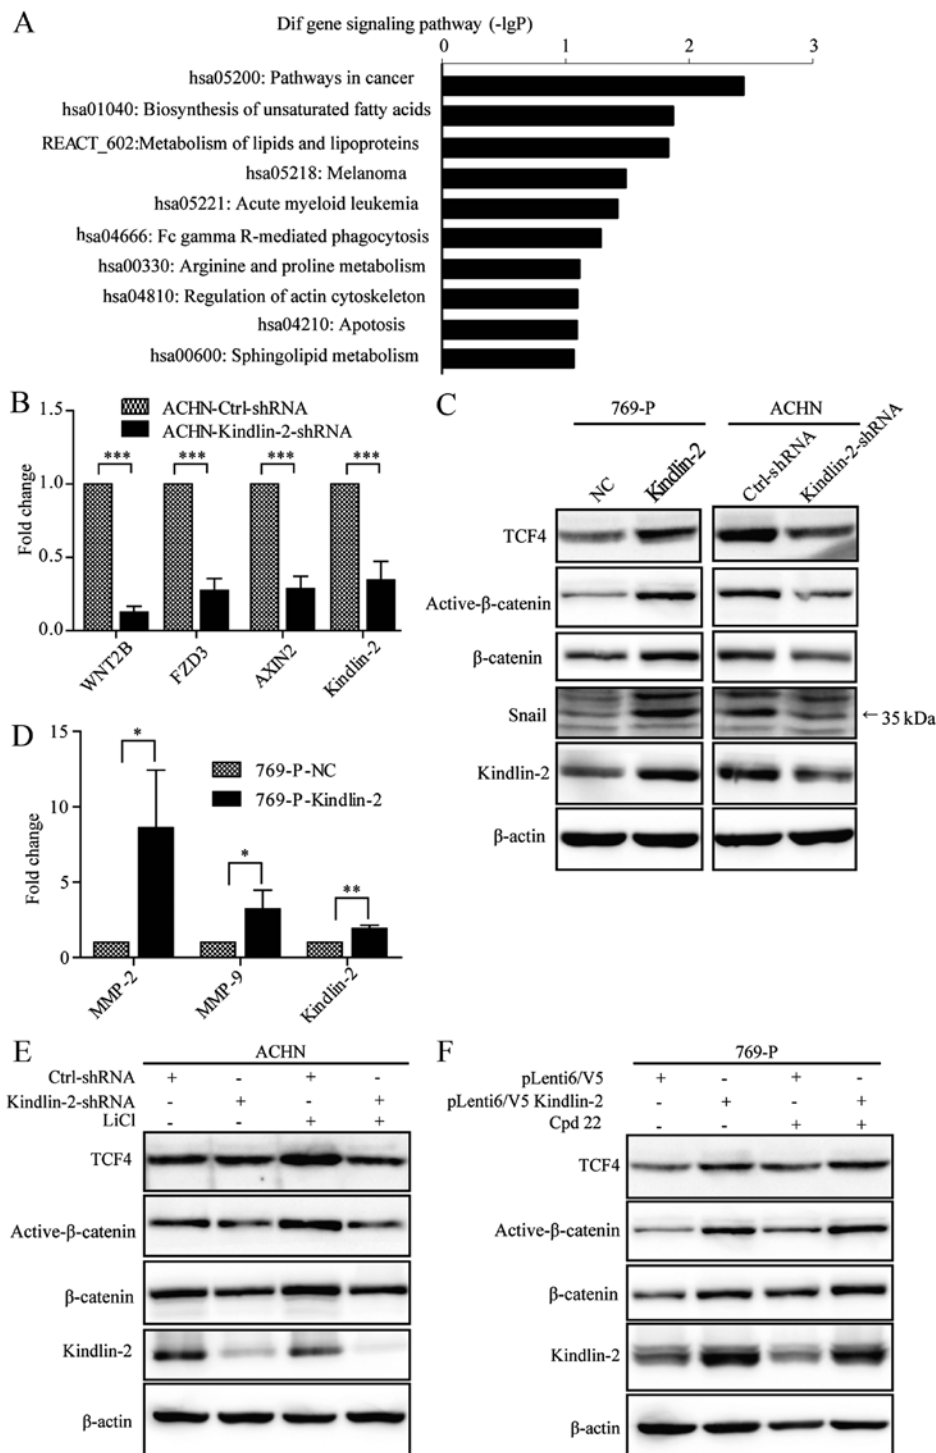 A
Dif gene signaling pathway (-lgP)
0 1 2 3
hsa05200: Pathways in cancer
hsa01040: Biosynthesis of unsaturated fatty acids
REACT_602:Metabolism of lipids and lipoproteins
hsa05218: Melanoma
hsa05221: Acute myeloid leukemia
hsa04666: Fc gamma R-mediated phagocytosis
hsa00330: Arginine and proline metabolism
hsa04810: Regulation of actin cytoskeleton
hsa04210: Apotosis
hsa00600: Sphingolipid metabolism
B
ACHN-Ctrl-shRNA
ACHN-Kindlin-2-shRNA
Fold change
1.5
1.0
0.5
0.0
*** *** *** ***
WNT2B FZD3 AXIN2 Kindlin-2
C
769-P ACHN
NC Kindlin-2 Ctrl-shRNA Kindlin-2-shRNA
TCF4
Active-β-catenin
β-catenin
Snail ←35 kDa
Kindlin-2
β-actin
D
769-P-NC
769-P-Kindlin-2
Fold change
15
10
5
0
* * **
MMP-2 MMP-9 Kindlin-2
E
ACHN
Ctrl-shRNA + - + -
Kindlin-2-shRNA - + - +
LiCl - - + +
TCF4
Active-β-catenin
β-catenin
Kindlin-2
β-actin
F
769-P
pLenti6/V5 + - + -
pLenti6/V5 Kindlin-2 - + - +
Cpd 22 - - + +
TCF4
Active-β-catenin
β-catenin
Kindlin-2
β-actin